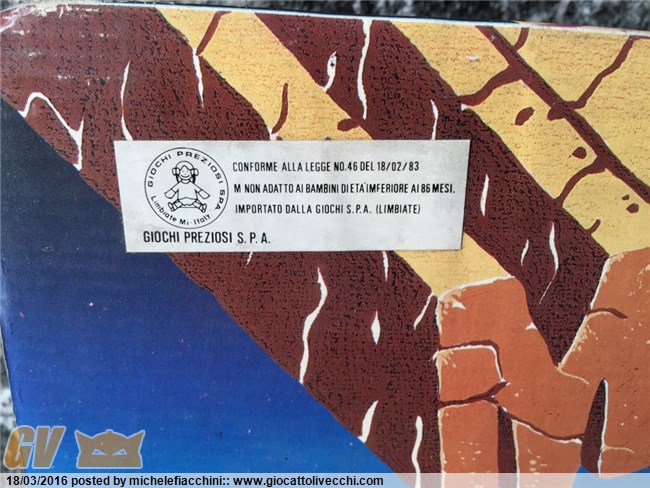 GIOCHI PREZIOSI SPA
Limbiate Mi-Italy
CONFORME ALLA LEGGE NO.46 DEL 18/02/83
M NON ADATTO AI BAMBINI DI ETA' IMFERIORE AI 86 MESI.
IMPORTATO DALLA GIOCHI S.P.A. (LIMBIATE)
GIOCHI PREZIOSI S.P.A.
GV
18/03/2016 posted by michelefiacchini:: www.giocattolivecchi.com